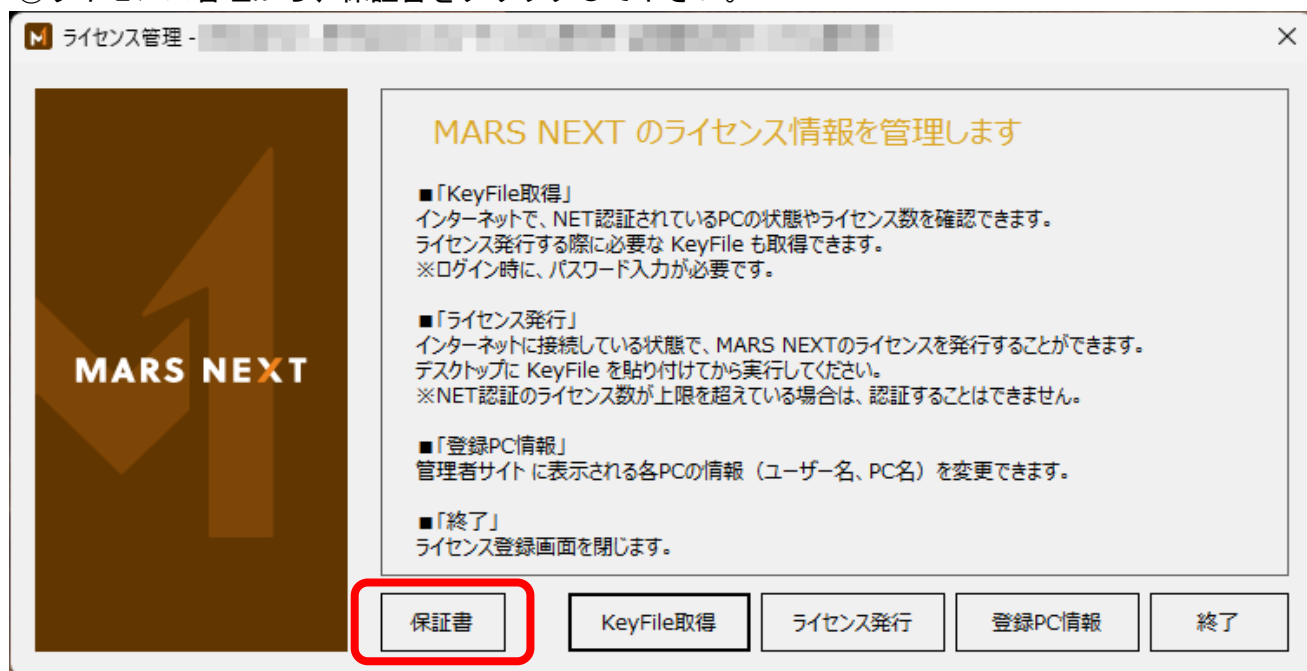 ライセンス管理 -
MARS NEXT
MARS NEXT のライセンス情報を管理します
■「KeyFile取得」
インターネットで、NET認証されているPCの状態やライセンス数を確認できます。
ライセンス発行する際に必要な KeyFile も取得できます。
※ログイン時に、パスワード入力が必要です。
■「ライセンス発行」
インターネットに接続している状態で、MARS NEXTのライセンスを発行することができます。
デスクトップに KeyFile を貼り付けてから実行してください。
※NET認証のライセンス数が上限を超えている場合は、認証することはできません。
■「登録PC情報」
管理者サイト に表示される各PCの情報（ユーザー名、PC名）を変更できます。
■「終了」
ライセンス登録画面を閉じます。
保証書 KeyFile取得 ライセンス発行 登録PC情報 終了